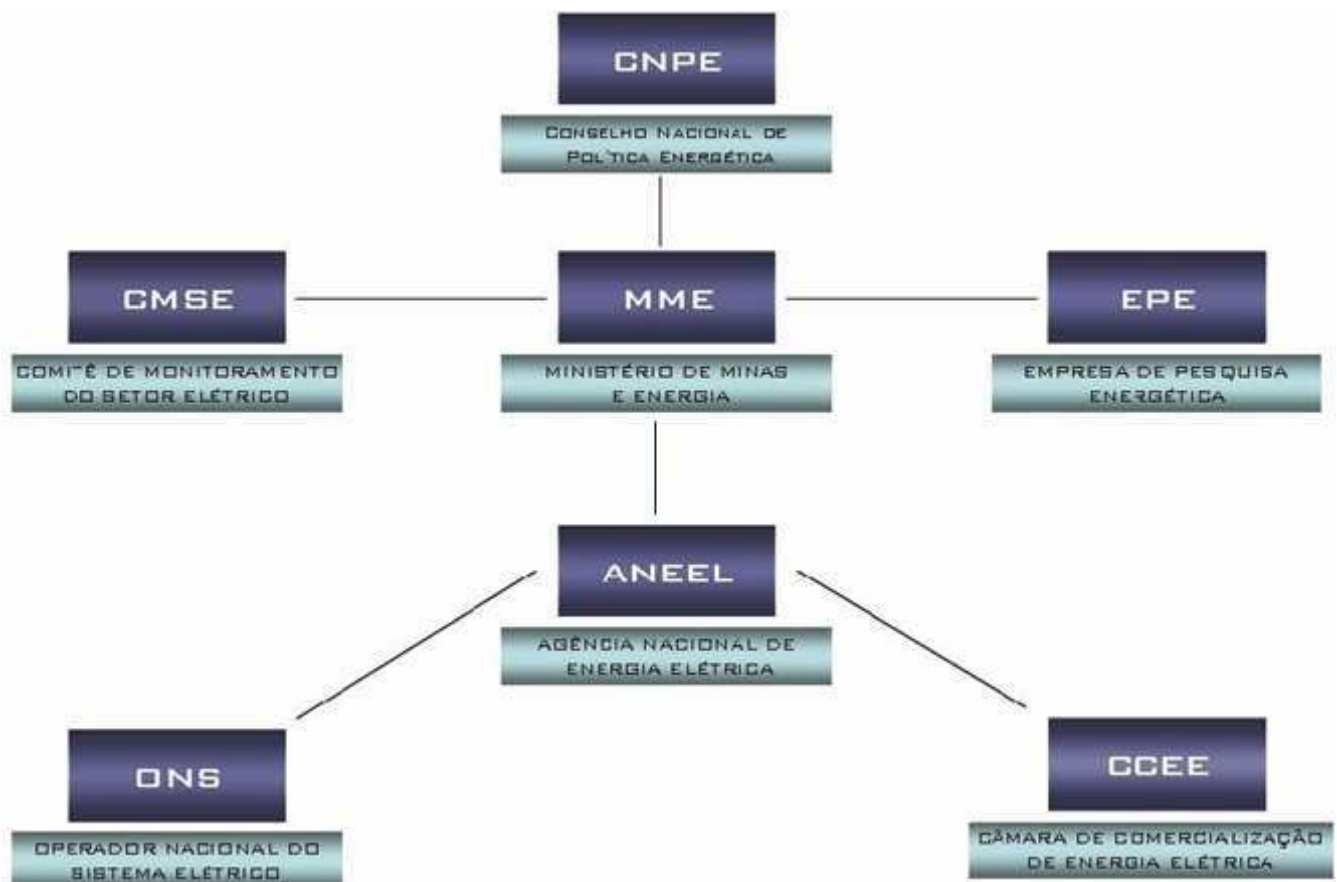 CNPE
CONSELHO NACIONAL DE
POLÍTICA ENERGÉTICA
CMSE
MME
EPE
COMITÊ DE MONITORAMENTO
DO SETOR ELÉTRICO
MINISTÉRIO DE MINAS
E ENERGIA
EMPRESA DE PESQUISA
ENERGÉTICA
ANEEL
AGÊNCIA NACIONAL DE
ENERGIA ELÉTRICA
ONS
CCEE
OPERADOR NACIONAL DO
SISTEMA ELÉTRICO
CÂMARA DE COMERCIALIZAÇÃO
DE ENERGIA ELÉTRICA